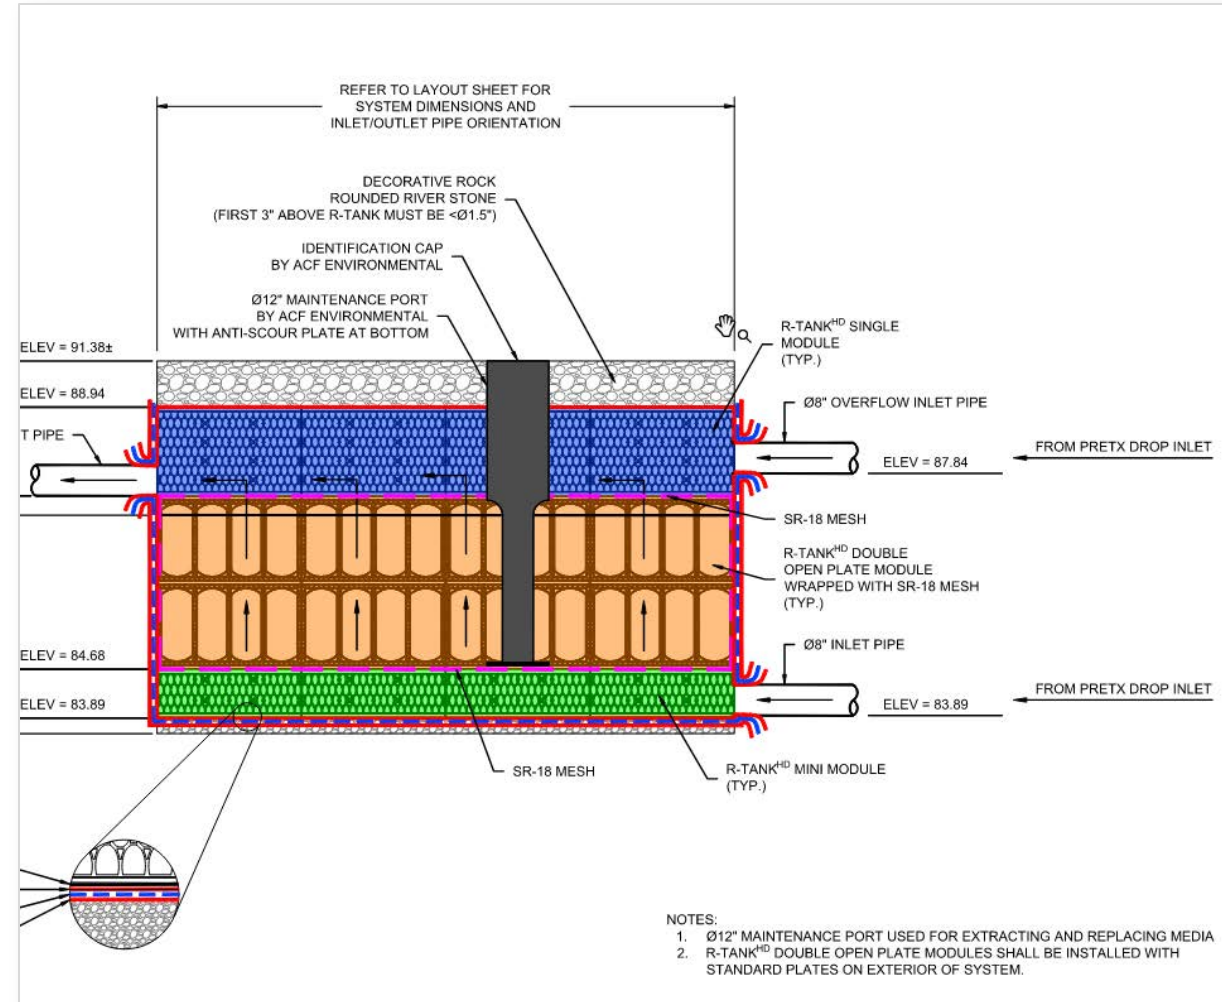 REFER TO LAYOUT SHEET FOR
SYSTEM DIMENSIONS AND
INLET/OUTLET PIPE ORIENTATION
DECORATIVE ROCK
ROUNDED RIVER STONE
(FIRST 3" ABOVE R-TANK MUST BE <Ø1.5")
IDENTIFICATION CAP
BY ACF ENVIRONMENTAL
Ø12" MAINTENANCE PORT
BY ACF ENVIRONMENTAL
WITH ANTI-SCOUR PLATE AT BOTTOM
R-TANKHD SINGLE
MODULE
(TYP.)
ELEV = 91.38±
ELEV = 88.94
Ø8" OVERFLOW INLET PIPE
T PIPE
FROM PRETX DROP INLET
ELEV = 87.84
SR-18 MESH
R-TANKHD DOUBLE
OPEN PLATE MODULE
WRAPPED WITH SR-18 MESH
(TYP.)
Ø8" INLET PIPE
ELEV = 84.68
FROM PRETX DROP INLET
ELEV = 83.89
ELEV = 83.89
SR-18 MESH
R-TANKHD MINI MODULE
(TYP.)
NOTES:
1. Ø12" MAINTENANCE PORT USED FOR EXTRACTING AND REPLACING MEDIA
2. R-TANKHD DOUBLE OPEN PLATE MODULES SHALL BE INSTALLED WITH
STANDARD PLATES ON EXTERIOR OF SYSTEM.